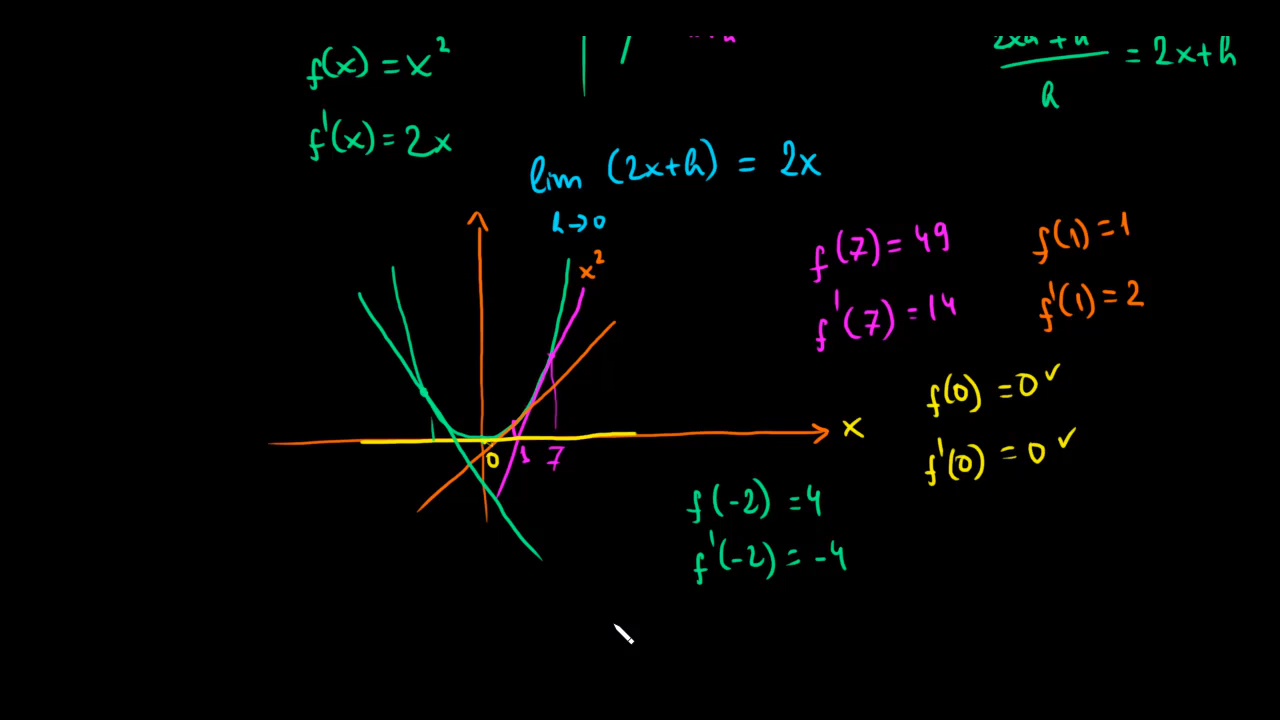 f(x) = x²
f'(x) = 2x
= 2x+h
h
lim (2x+h) = 2x
h→0
x²
f(7) = 49
f'(7) = 14
f(1) = 1
f'(1) = 2
f(0) = 0 ✓
f'(0) = 0 ✓
x
0 1 7
f(-2) = 4
f'(-2) = -4